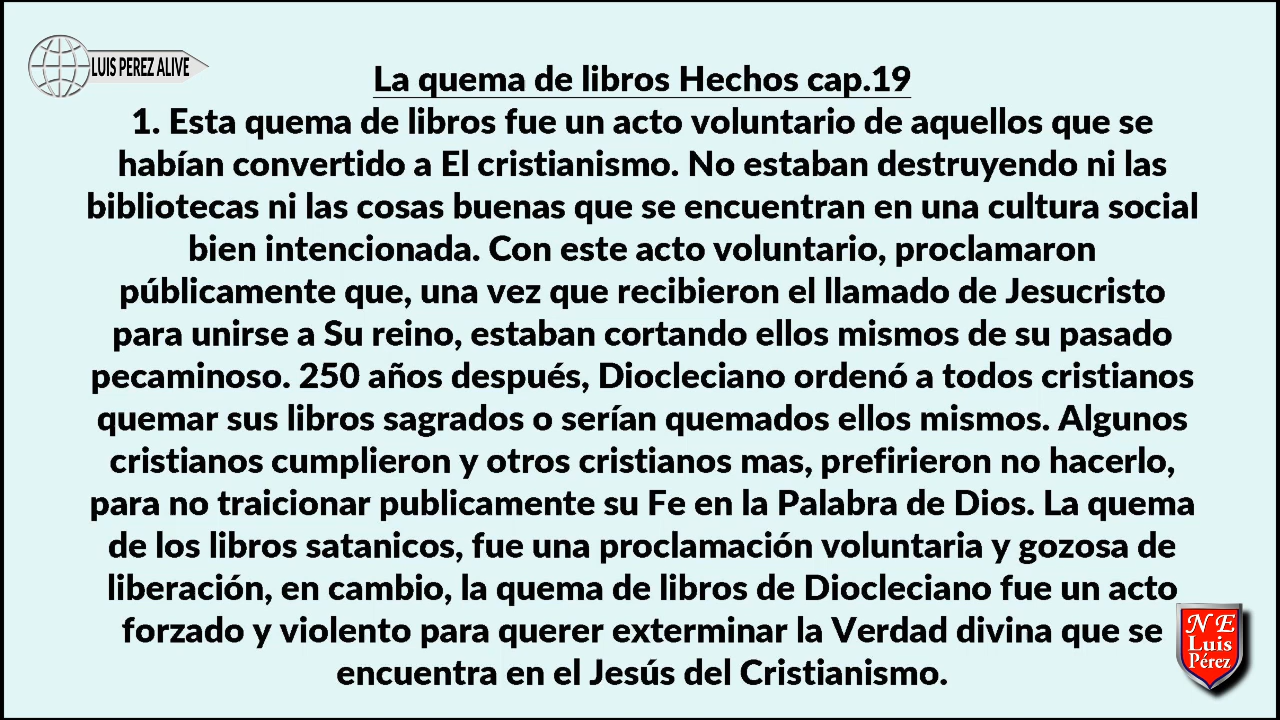 LUIS PEREZ ALIVE
La quema de libros Hechos cap.19
1. Esta quema de libros fue un acto voluntario de aquellos que se
habían convertido a El cristianismo. No estaban destruyendo ni las
bibliotecas ni las cosas buenas que se encuentran en una cultura social
bien intencionada. Con este acto voluntario, proclamaron
públicamente que, una vez que recibieron el llamado de Jesucristo
para unirse a Su reino, estaban cortando ellos mismos de su pasado
pecaminoso. 250 años después, Diocleciano ordenó a todos cristianos
quemar sus libros sagrados o serían quemados ellos mismos. Algunos
cristianos cumplieron y otros cristianos mas, prefirieron no hacerlo,
para no traicionar publicamente su Fe en la Palabra de Dios. La quema
de los libros satanicos, fue una proclamación voluntaria y gozosa de
liberación, en cambio, la quema de libros de Diocleciano fue un acto
forzado y violento para querer exterminar la Verdad divina que se
encuentra en el Jesús del Cristianismo.
N E
Luis
Pérez